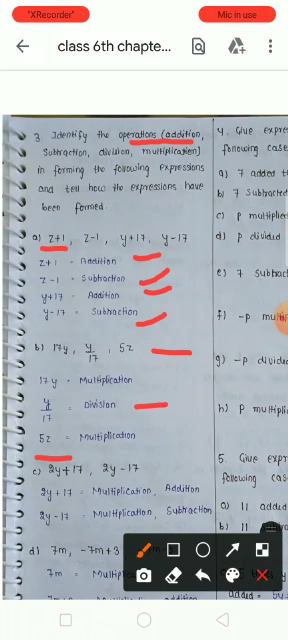 "XRecorder"
Mic in use
class 6th chapte...
3. Identify the operations (addition,
Subtraction, division, multiplication)
in forming the following expressions
and tell how the expressions have
been formed.
a) z+1, z-1, y+17, y-17
z+1 = Addition
z-1 = Subtraction
y+17 = Addition
y-17 = Subtraction
b) 17y, y/17, 5z
17y = Multiplication
y/17 = Division
5z = Multiplication
c) 2y+17, 2y-17
2y+17 = Multiplication, Addition
2y-17 = Multiplication, Subtraction
d) 7m, -7m+3
7m = Multipl
4. Give expre
following case
a) 7 added t
b) 7 Subtracted
c) p multiplie
d) p divided
e) 7 subtrac
f) -p multi
g) -p divide
h) p multipli
5. Give expre
following cas
a) 11 added
b) 11
added =